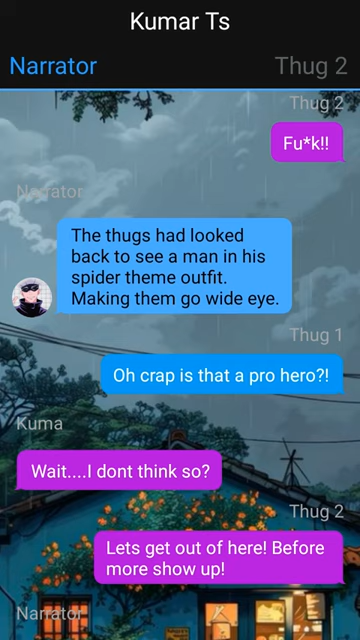 Kumar Ts
Narrator
Thug 2
Thug 2
Fu*k!!
Narrator
The thugs had looked
back to see a man in his
spider theme outfit.
Making them go wide eye.
Thug 1
Oh crap is that a pro hero?!
Kuma
Wait....I dont think so?
Thug 2
Lets get out of here! Before
more show up!
Narrator